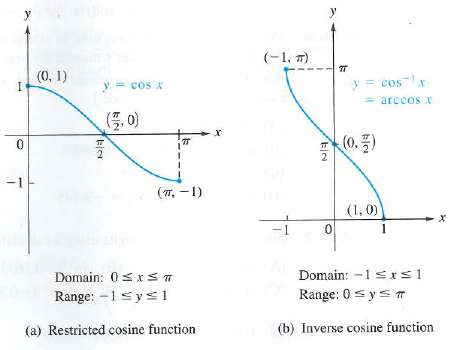 y
(0, 1)
1
y = cos x
(π/2, 0)
0
π/2
π
x
−1
(π, −1)
Domain: 0 ≤ x ≤ π
Range: −1 ≤ y ≤ 1
(a) Restricted cosine function
y
(−1, π)
π
y = cos⁻¹ x
= arccos x
π/2
(0, π/2)
(1, 0)
−1
0
1
x
Domain: −1 ≤ x ≤ 1
Range: 0 ≤ y ≤ π
(b) Inverse cosine function